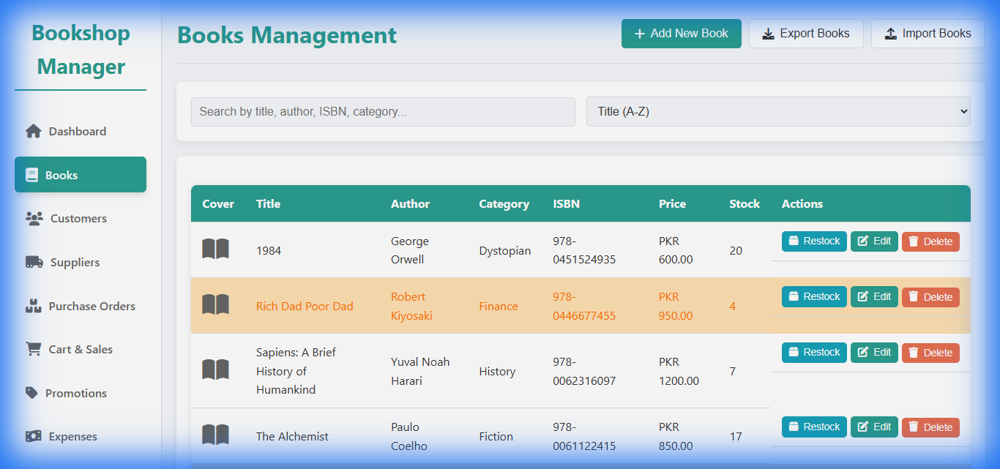 Bookshop
Manager
Dashboard
Books
Customers
Suppliers
Purchase Orders
Cart & Sales
Promotions
Expenses
Books Management
Add New Book
Export Books
Import Books
Search by title, author, ISBN, category...
Title (A-Z)
Cover Title Author Category ISBN Price Stock Actions
1984 George Orwell Dystopian 978-0451524935 PKR 600.00 20 Restock Edit Delete
Rich Dad Poor Dad Robert Kiyosaki Finance 978-0446677455 PKR 950.00 4 Restock Edit Delete
Sapiens: A Brief History of Humankind Yuval Noah Harari History 978-0062316097 PKR 1200.00 7 Restock Edit Delete
The Alchemist Paulo Coelho Fiction 978-0061122415 PKR 850.00 17 Restock Edit Delete